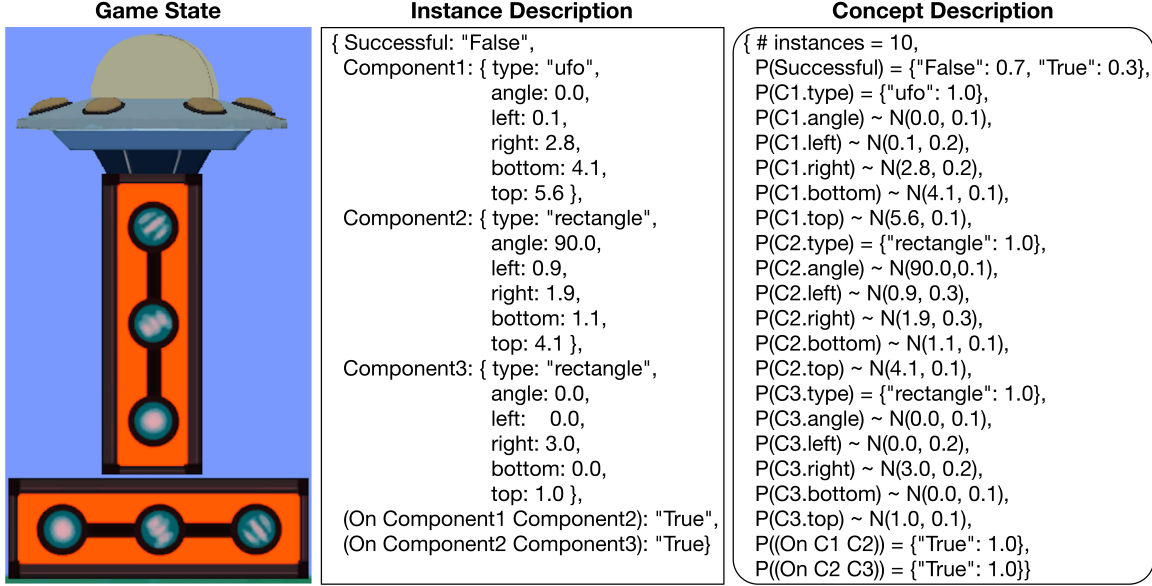 Game State
Instance Description
Concept Description
{ Successful: "False",
Component1: { type: "ufo",
angle: 0.0,
left: 0.1,
right: 2.8,
bottom: 4.1,
top: 5.6 },
Component2: { type: "rectangle",
angle: 90.0,
left: 0.9,
right: 1.9,
bottom: 1.1,
top: 4.1 },
Component3: { type: "rectangle",
angle: 0.0,
left: 0.0,
right: 3.0,
bottom: 0.0,
top: 1.0 },
(On Component1 Component2): "True",
(On Component2 Component3): "True}
{ # instances = 10,
P(Successful) = {"False": 0.7, "True": 0.3},
P(C1.type) = {"ufo": 1.0},
P(C1.angle) ~ N(0.0, 0.1),
P(C1.left) ~ N(0.1, 0.2),
P(C1.right) ~ N(2.8, 0.2),
P(C1.bottom) ~ N(4.1, 0.1),
P(C1.top) ~ N(5.6, 0.1),
P(C2.type) = {"rectangle": 1.0},
P(C2.angle) ~ N(90.0,0.1),
P(C2.left) ~ N(0.9, 0.3),
P(C2.right) ~ N(1.9, 0.3),
P(C2.bottom) ~ N(1.1, 0.1),
P(C2.top) ~ N(4.1, 0.1),
P(C3.type) = {"rectangle": 1.0},
P(C3.angle) ~ N(0.0, 0.1),
P(C3.left) ~ N(0.0, 0.2),
P(C3.right) ~ N(3.0, 0.2),
P(C3.bottom) ~ N(0.0, 0.1),
P(C3.top) ~ N(1.0, 0.1),
P((On C1 C2)) = {"True": 1.0},
P((On C2 C3)) = {"True": 1.0}}